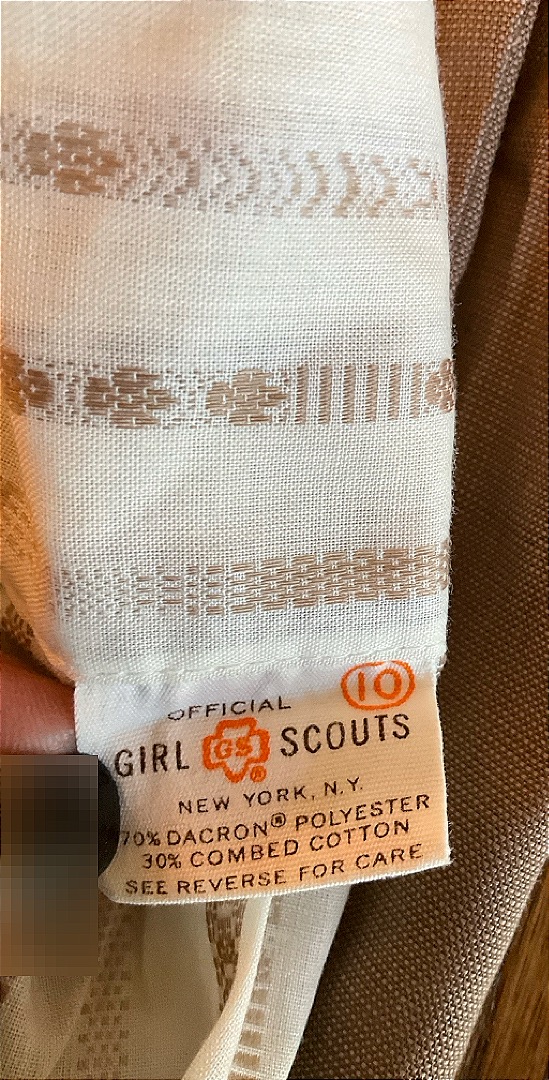 10
OFFICIAL
GIRL GS SCOUTS
®
NEW YORK, N.Y.
70% DACRON® POLYESTER
30% COMBED COTTON
SEE REVERSE FOR CARE